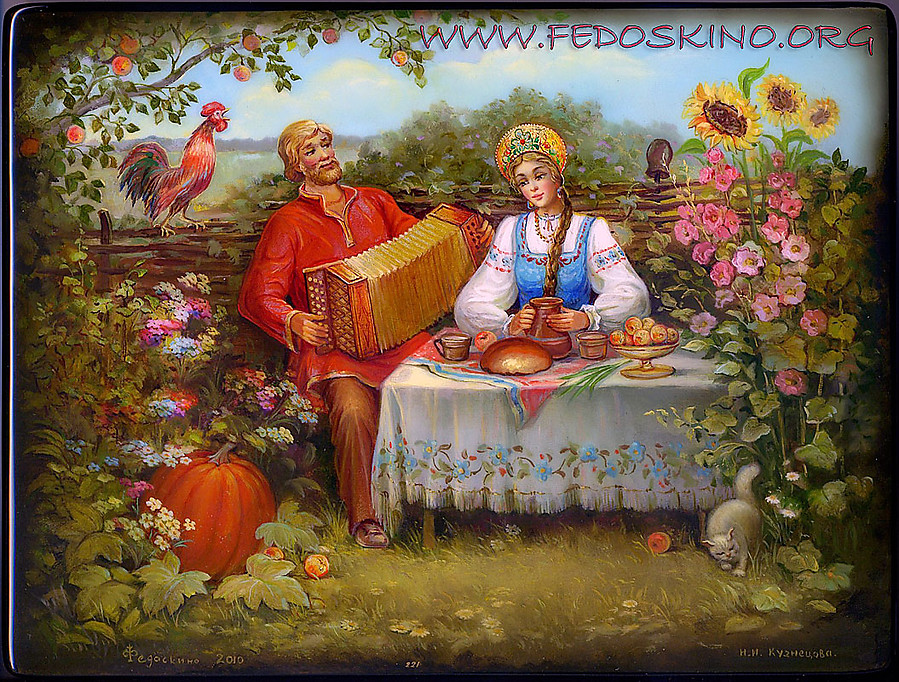 WWW.FEDOSKINO.ORG
Федоскино 2010
221
Н.И. Кузнецова.